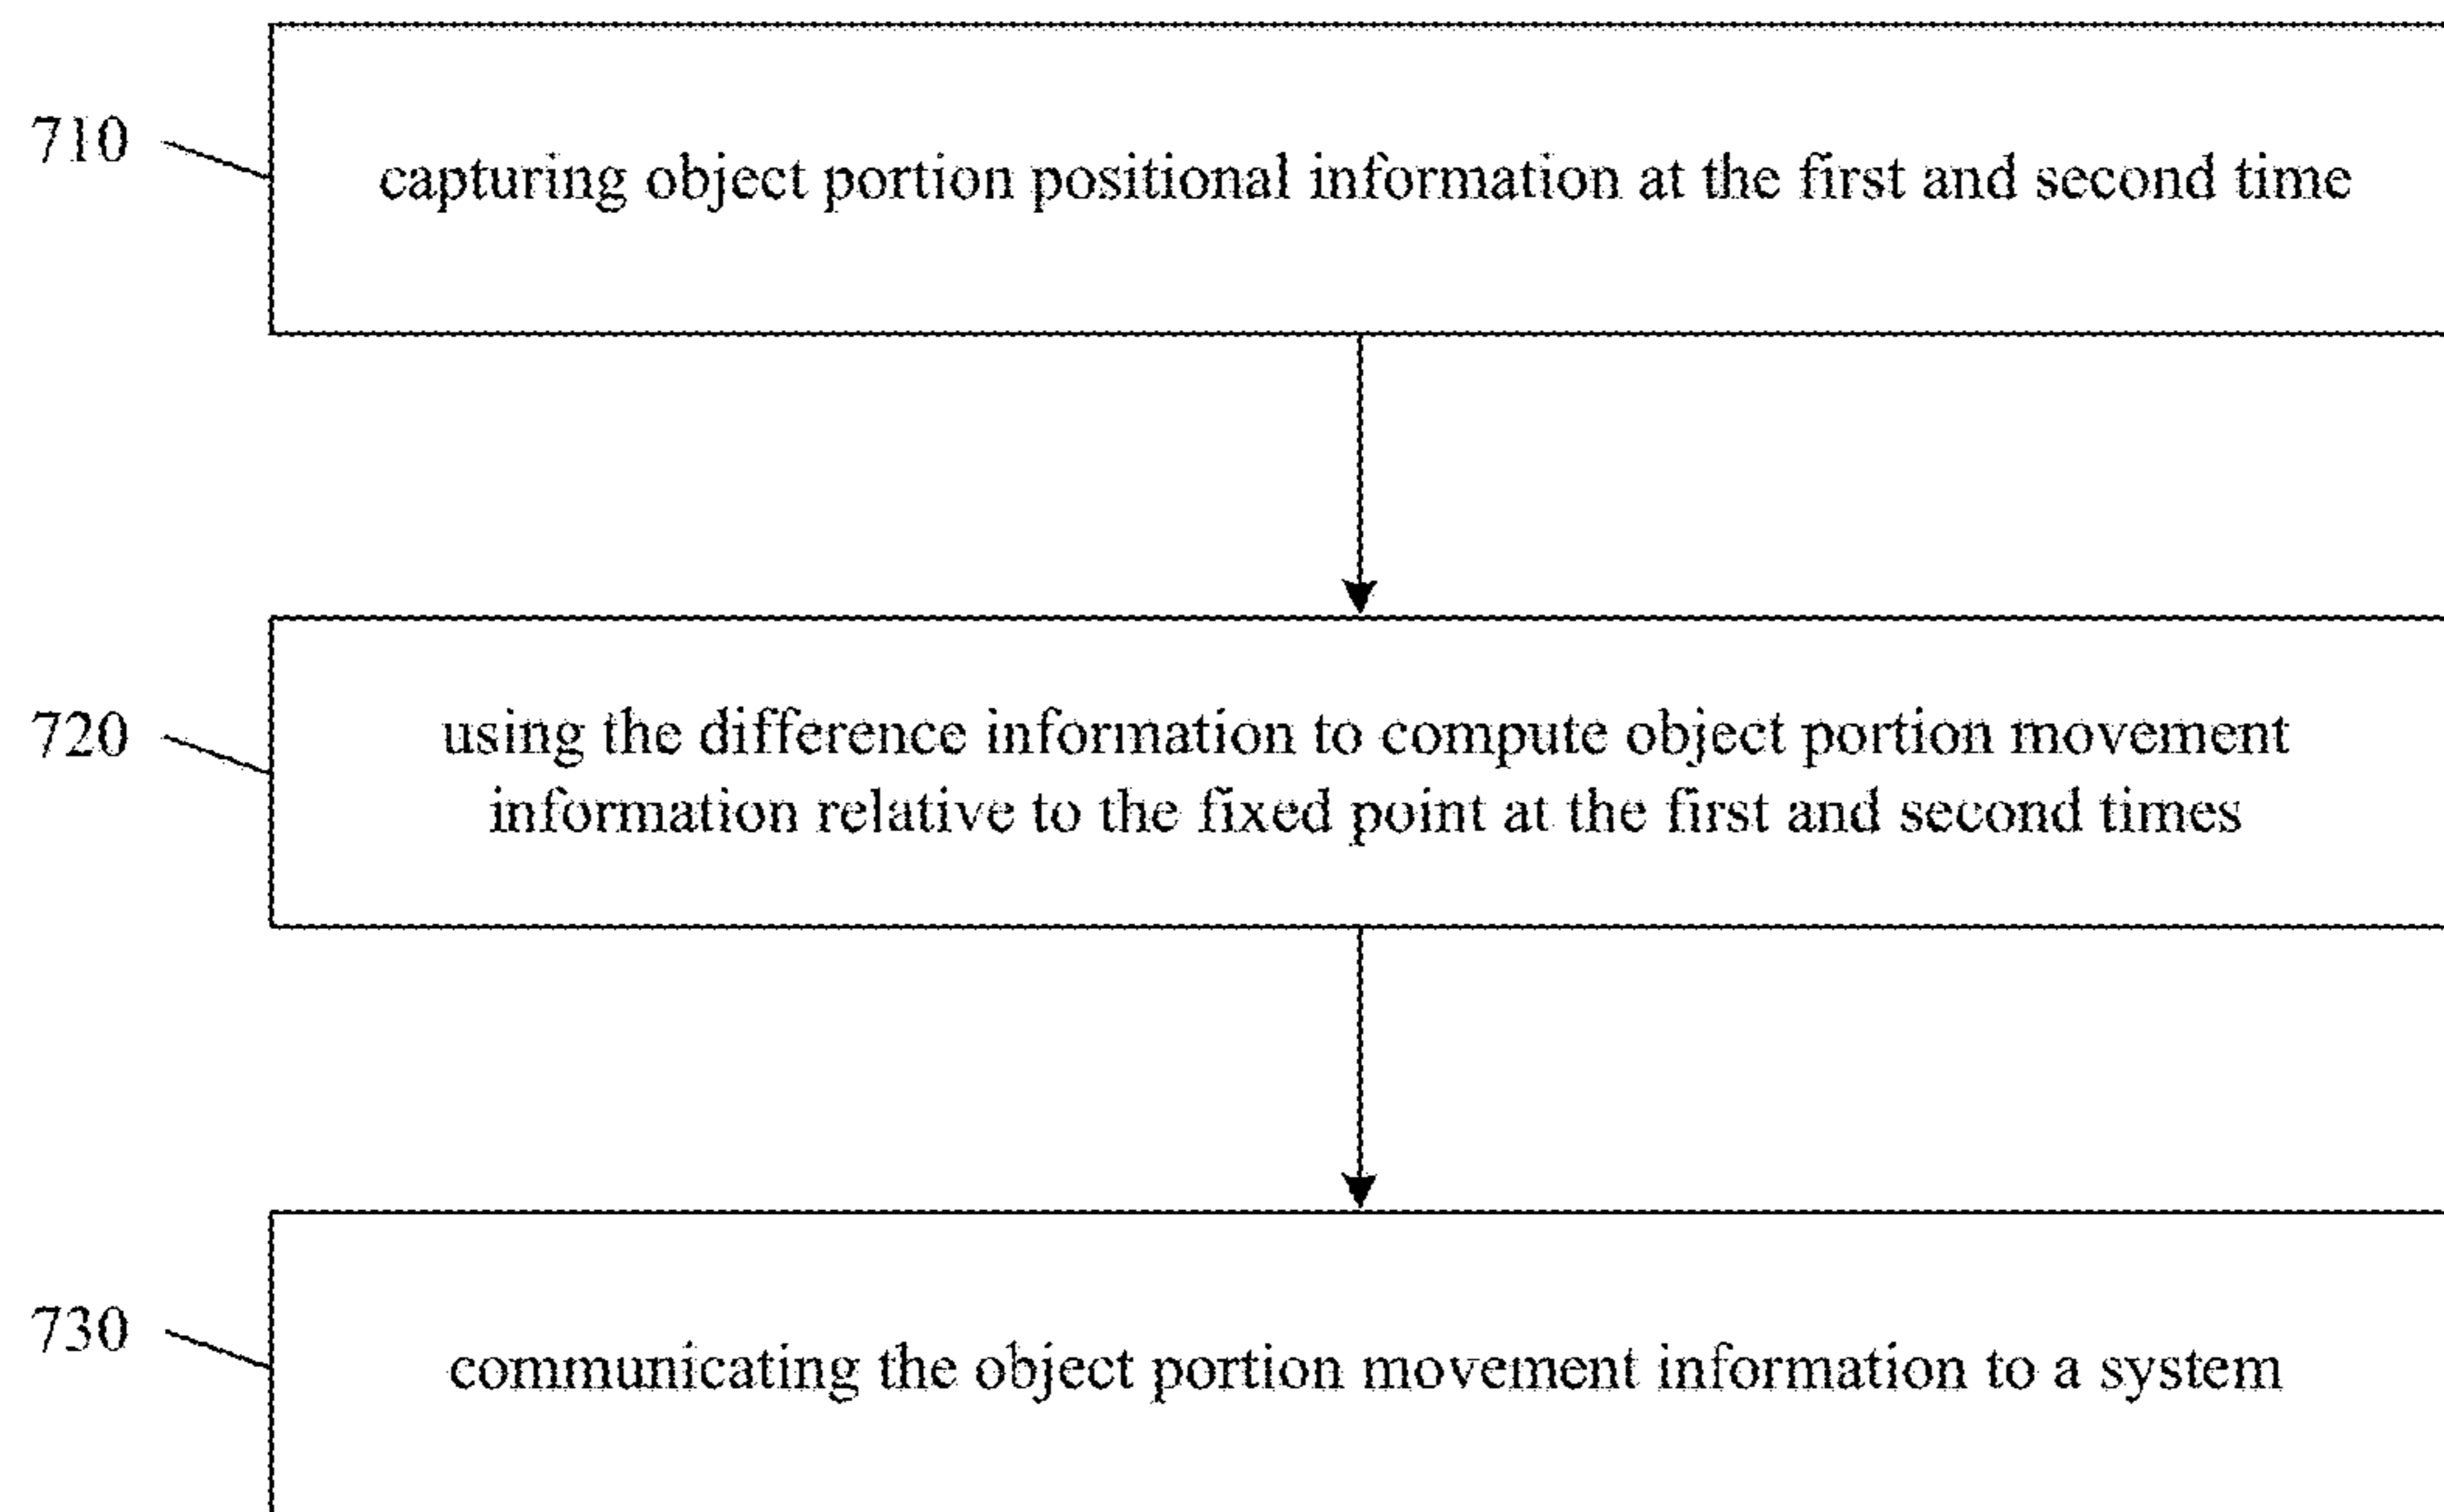 710
capturing object portion positional information at the first and second time
720
using the difference information to compute object portion movement
information relative to the fixed point at the first and second times
730
communicating the object portion movement information to a system